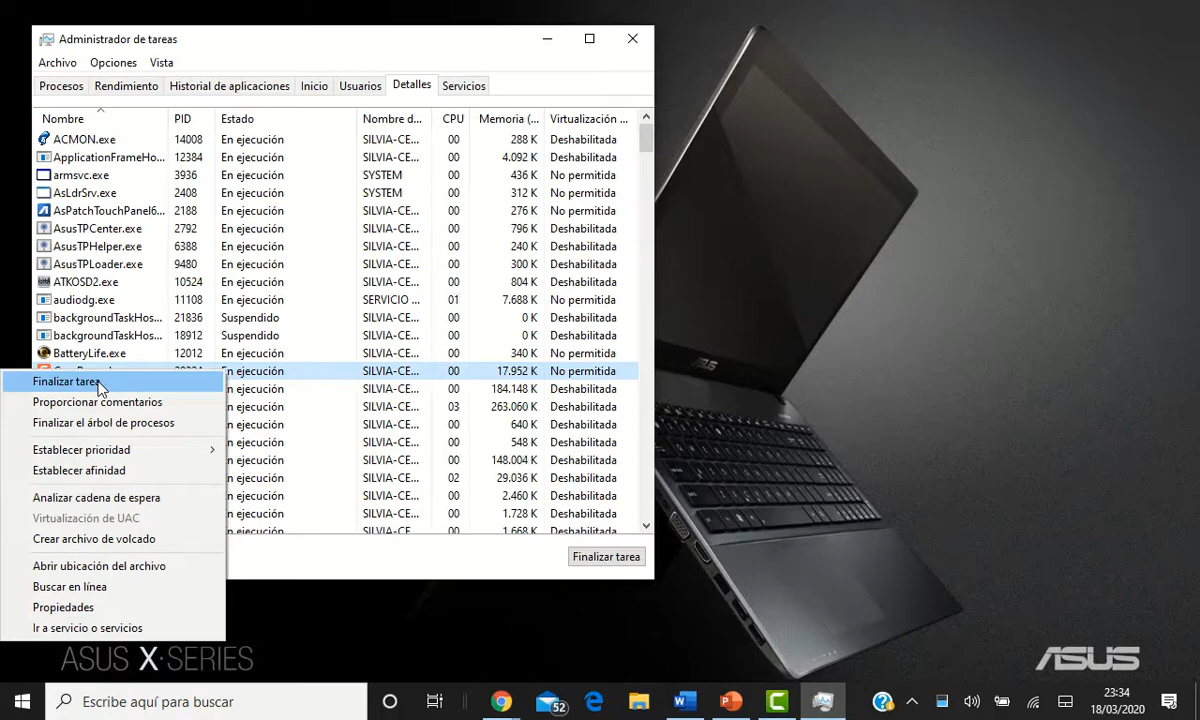 Administrador de tareas
Archivo Opciones Vista
Procesos Rendimiento Historial de aplicaciones Inicio Usuarios Detalles Servicios
Nombre PID Estado Nombre d... CPU Memoria (... Virtualización ...
ACMON.exe 14008 En ejecución SILVIA-CE... 00 288 K Deshabilitada
ApplicationFrameHo... 12384 En ejecución SILVIA-CE... 00 4.092 K Deshabilitada
armsvc.exe 3936 En ejecución SYSTEM 00 436 K No permitida
AsLdrSrv.exe 2408 En ejecución SYSTEM 00 312 K No permitida
AsPatchTouchPanel6... 2188 En ejecución SILVIA-CE... 00 276 K No permitida
AsusTPCenter.exe 2792 En ejecución SILVIA-CE... 00 796 K No permitida
AsusTPHelper.exe 6388 En ejecución SILVIA-CE... 00 240 K Deshabilitada
AsusTPLoader.exe 9480 En ejecución SILVIA-CE... 00 300 K Deshabilitada
ATKOSD2.exe 10524 En ejecución SILVIA-CE... 00 804 K Deshabilitada
audiodg.exe 11108 En ejecución SERVICIO ... 01 7.688 K No permitida
backgroundTaskHos... 21836 Suspendido SILVIA-CE... 00 0 K Deshabilitada
backgroundTaskHos... 18912 Suspendido SILVIA-CE... 00 0 K Deshabilitada
BatteryLife.exe 12012 En ejecución SILVIA-CE... 00 340 K No permitida
En ejecución SILVIA-CE... 00 17.952 K No permitida
n ejecución SILVIA-CE... 00 184.148 K Deshabilitada
n ejecución SILVIA-CE... 03 263.060 K Deshabilitada
n ejecución SILVIA-CE... 00 640 K Deshabilitada
n ejecución SILVIA-CE... 00 548 K Deshabilitada
n ejecución SILVIA-CE... 00 148.004 K Deshabilitada
n ejecución SILVIA-CE... 02 29.036 K Deshabilitada
n ejecución SILVIA-CE... 00 2.460 K Deshabilitada
n ejecución SILVIA-CE... 00 1.728 K Deshabilitada
n ejecución SILVIA-CE... 00 1.668 K Deshabilitada
Finalizar tarea
Finalizar tarea
Proporcionar comentarios
Finalizar el árbol de procesos
Establecer prioridad
Establecer afinidad
Analizar cadena de espera
Virtualización de UAC
Crear archivo de volcado
Abrir ubicación del archivo
Buscar en línea
Propiedades
Ir a servicio o servicios
ASUS
ASUS X·SERIES
ASUS
Escribe aquí para buscar
52
23:34
18/03/2020